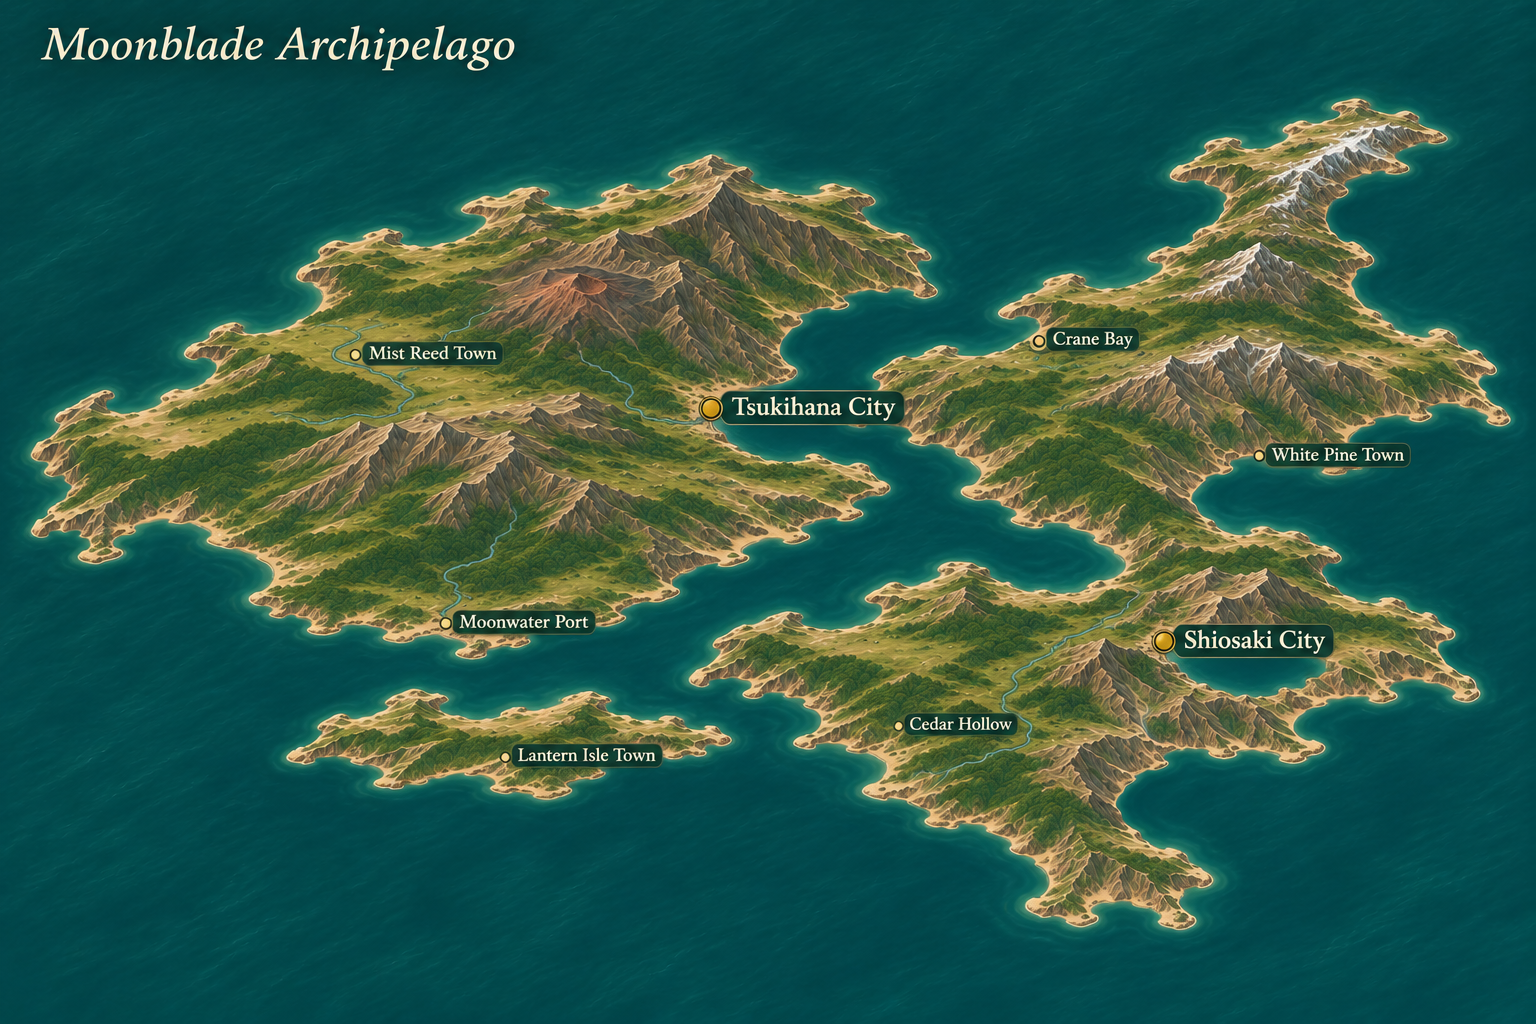 Moonblade Archipelago
Crane Bay
Mist Reed Town
Tsukihana City
White Pine Town
Moonwater Port
Shiosaki City
Cedar Hollow
Lantern Isle Town